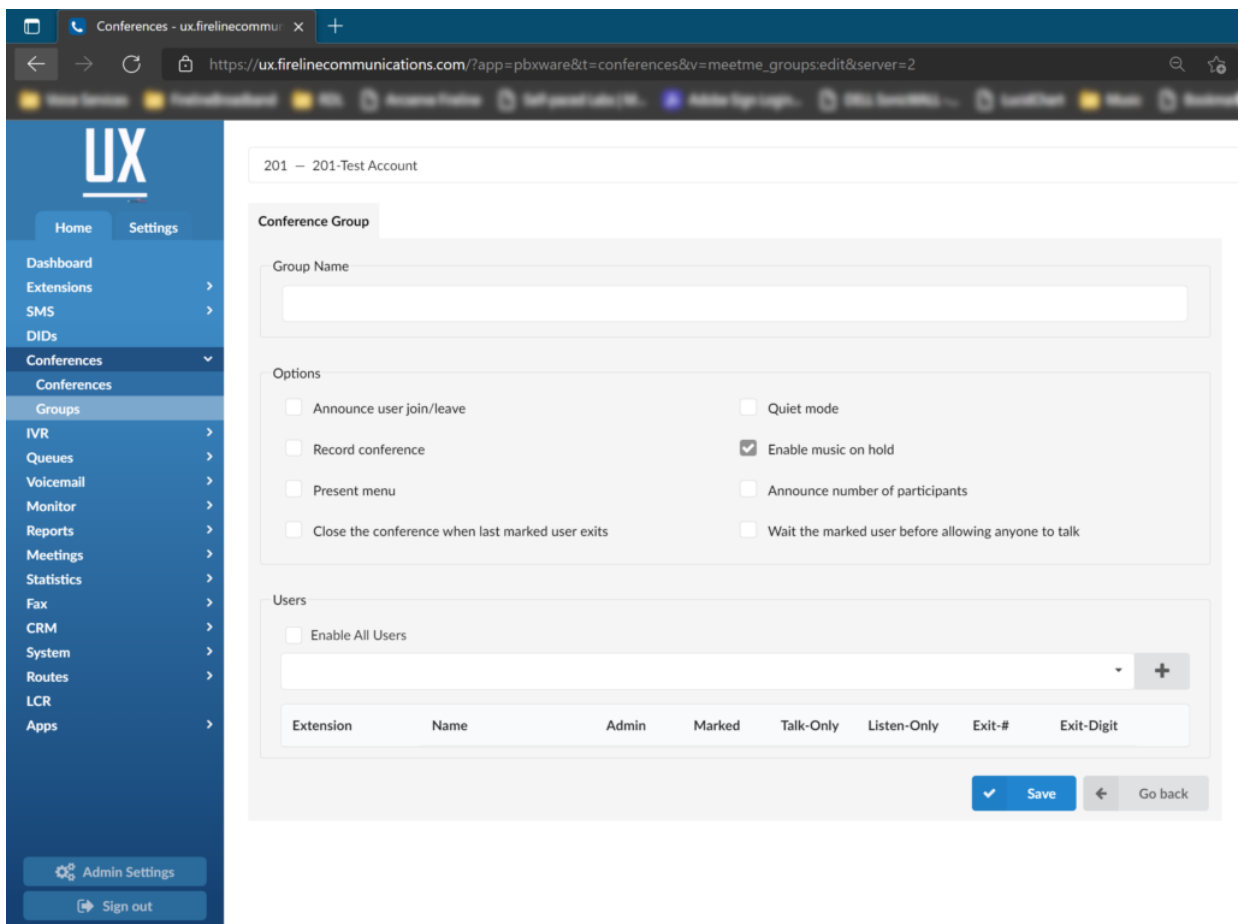 Conferences - ux.firelinecommu
https://ux.firelinecommunications.com/?app=pbxware&t=conferences&v=meetme_groups:edit&server=2
Voice Services FirelineBroadband
UX
201 — 201-Test Account
Home Settings
Conference Group
Dashboard
Extensions
SMS
DIDs
Conferences
Conferences
Groups
IVR
Queues
Voicemail
Monitor
Reports
Meetings
Statistics
Fax
CRM
System
Routes
LCR
Apps
Admin Settings
Sign out
Group Name
Options
Announce user join/leave Quiet mode
Record conference Enable music on hold
Present menu Announce number of participants
Close the conference when last marked user exits Wait the marked user before allowing anyone to talk
Users
Enable All Users
Extension Name Admin Marked Talk-Only Listen-Only Exit-# Exit-Digit
Save Go back